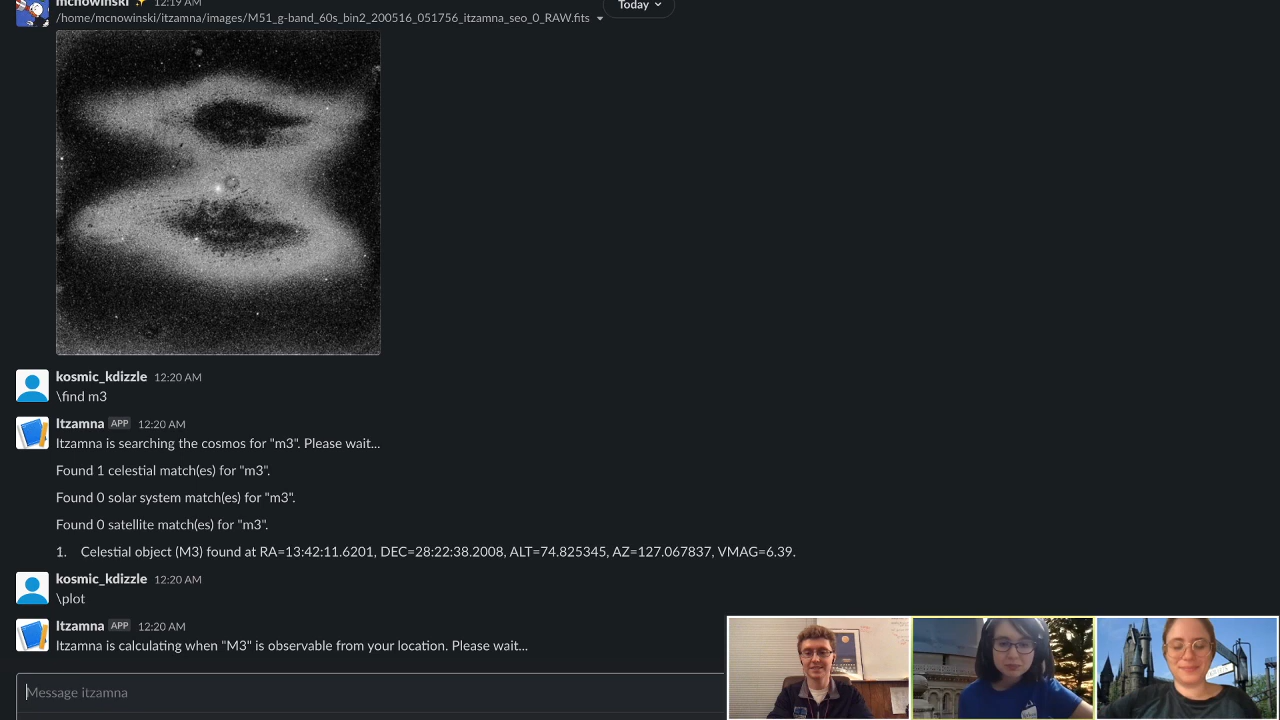 mcnowinski 12:19 AM
/home/mcnowinski/itzamna/images/M51_g-band_60s_bin2_200516_051756_itzamna_seo_0_RAW.fits
Today
kosmic_kdizzle 12:20 AM
\find m3
Itzamna APP 12:20 AM
Itzamna is searching the cosmos for "m3". Please wait...
Found 1 celestial match(es) for "m3".
Found 0 solar system match(es) for "m3".
Found 0 satellite match(es) for "m3".
1. Celestial object (M3) found at RA=13:42:11.6201, DEC=28:22:38.2008, ALT=74.825345, AZ=127.067837, VMAG=6.39.
kosmic_kdizzle 12:20 AM
\plot
Itzamna APP 12:20 AM
Itzamna is calculating when "M3" is observable from your location. Please wait...
Message itzamna